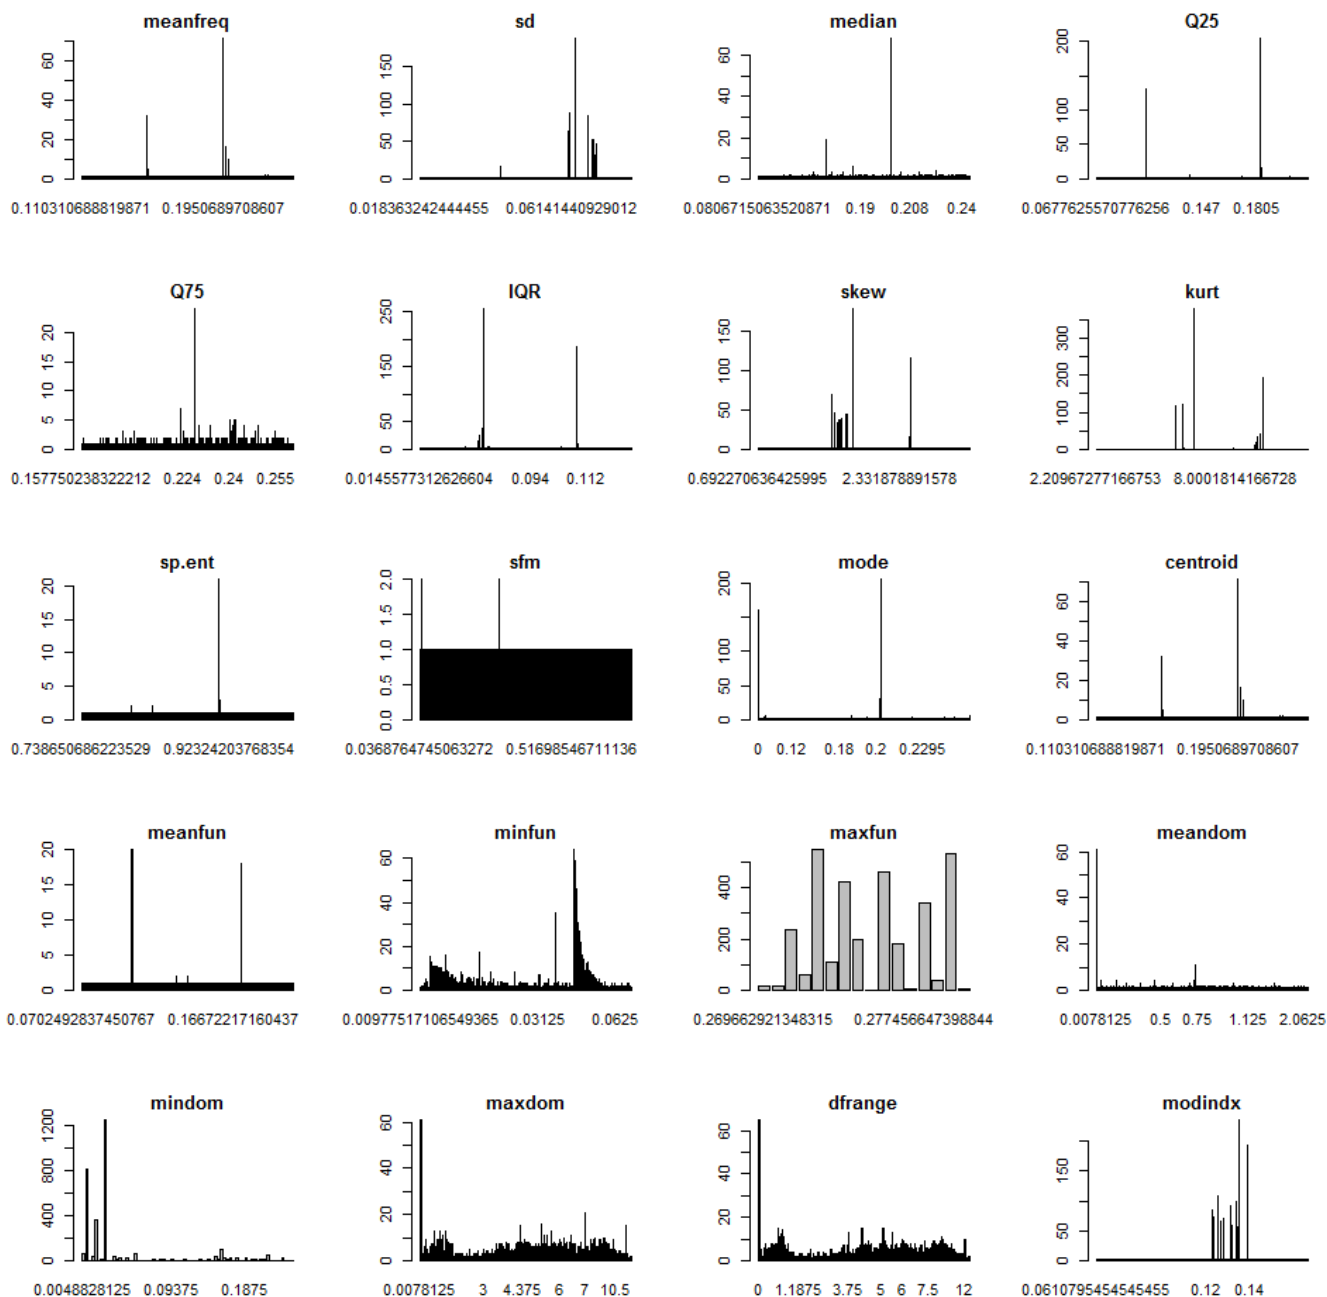 meanfreq
0 20 40 60
0.110310688819871 0.1950689708607
sd
0 50 100 150
0.018363242444455 0.06141440929012
median
0 20 40 60
0.0806715063520871 0.19 0.208 0.24
Q25
0 50 100 200
0.0677625570776256 0.147 0.1805
Q75
0 5 10 15 20
0.157750238322212 0.224 0.24 0.255
IQR
0 50 150 250
0.0145577312626604 0.094 0.112
skew
0 50 100 150
0.692270636425995 2.331878891578
kurt
0 100 200 300
2.20967277166753 8.0001814166728
sp.ent
0 5 10 15 20
0.738650686223529 0.923244203768354
sfm
0.0 0.5 1.0 1.5 2.0
0.03687647450632​72 0.51698546711136
mode
0 50 100 200
0 0.12 0.18 0.2 0.2295
centroid
0 20 40 60
0.110310688819871 0.1950689708607
meanfun
0 5 10 15 20
0.0702492837450767 0.16672217160437
minfun
0 20 40 60
0.00977517106549365 0.03125 0.0625
maxfun
0 200 400
0.269662921348315 0.277456647398844
meandom
0 20 40 60
0.0078125 0.5 0.75 1.125 2.0625
mindom
0 400 800 1200
0.0048828125 0.09375 0.1875
maxdom
0 20 40 60
0.0078125 3 4.375 6 7 10.5
dfrange
0 20 40 60
0 1.1875 3.75 5 6 7.5 12
modindx
0 50 150
0.0610795454545455 0.12 0.14